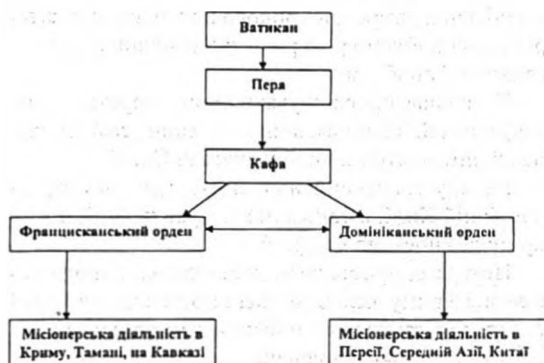 Ватикан
Пера
Кафа
Францисканський орден
Домініканський орден
Місіонерська діяльність в
Криму, Тамані, на Кавказі
Місіонерська діяльність в
Персії, Середній Азії, Китаї